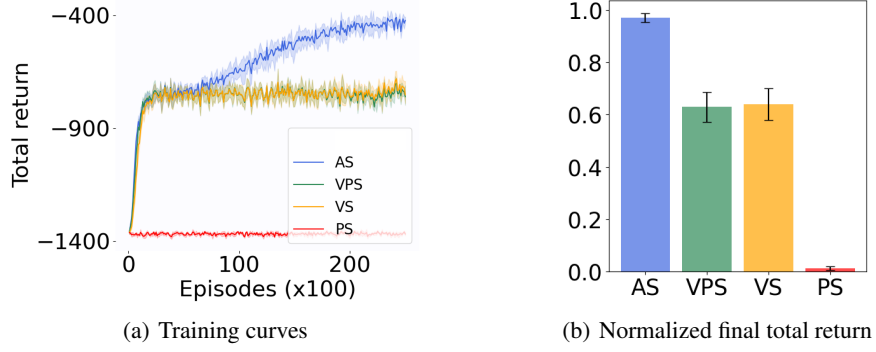 Total return
−400
−900
−1400
0
100
200
Episodes (x100)
AS
VPS
VS
PS
(a) Training curves
1.0
0.8
0.6
0.4
0.2
0.0
AS VPS VS PS
(b) Normalized final total return